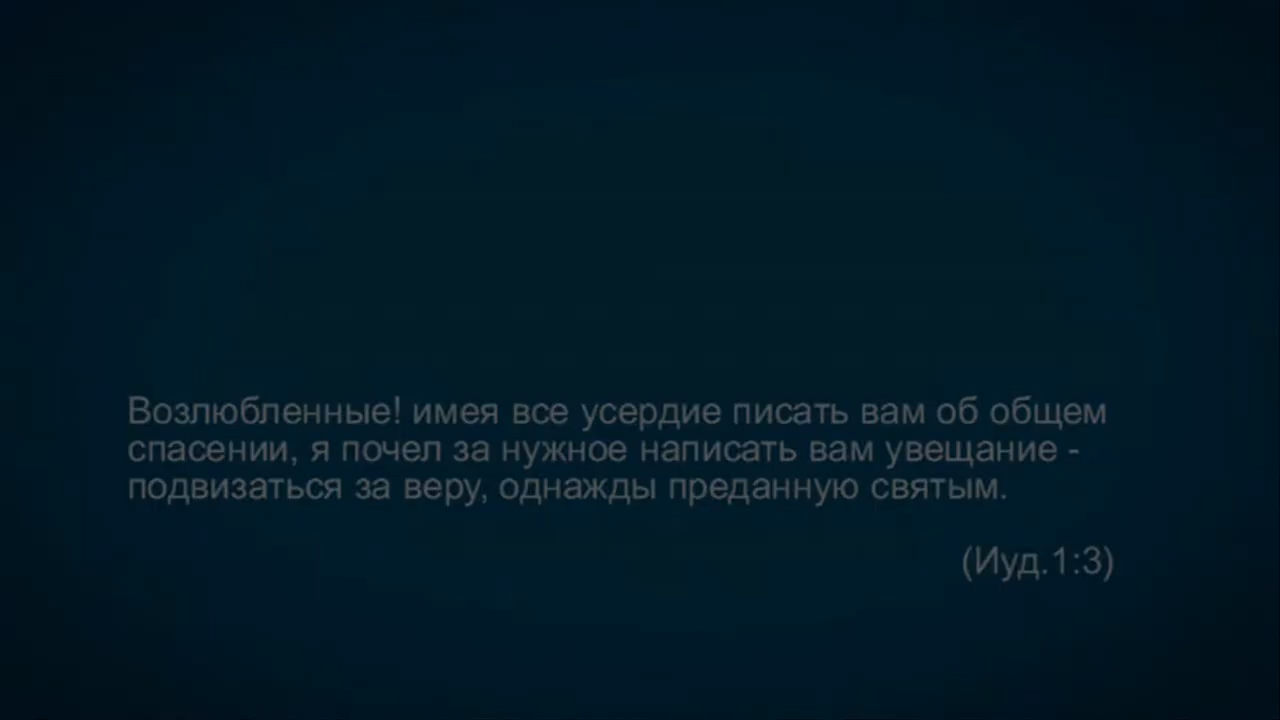 Возлюбленные! имея все усердие писать вам об общем
спасении, я почел за нужное написать вам увещание -
подвизаться за веру, однажды преданную святым.
(Иуд.1:3)